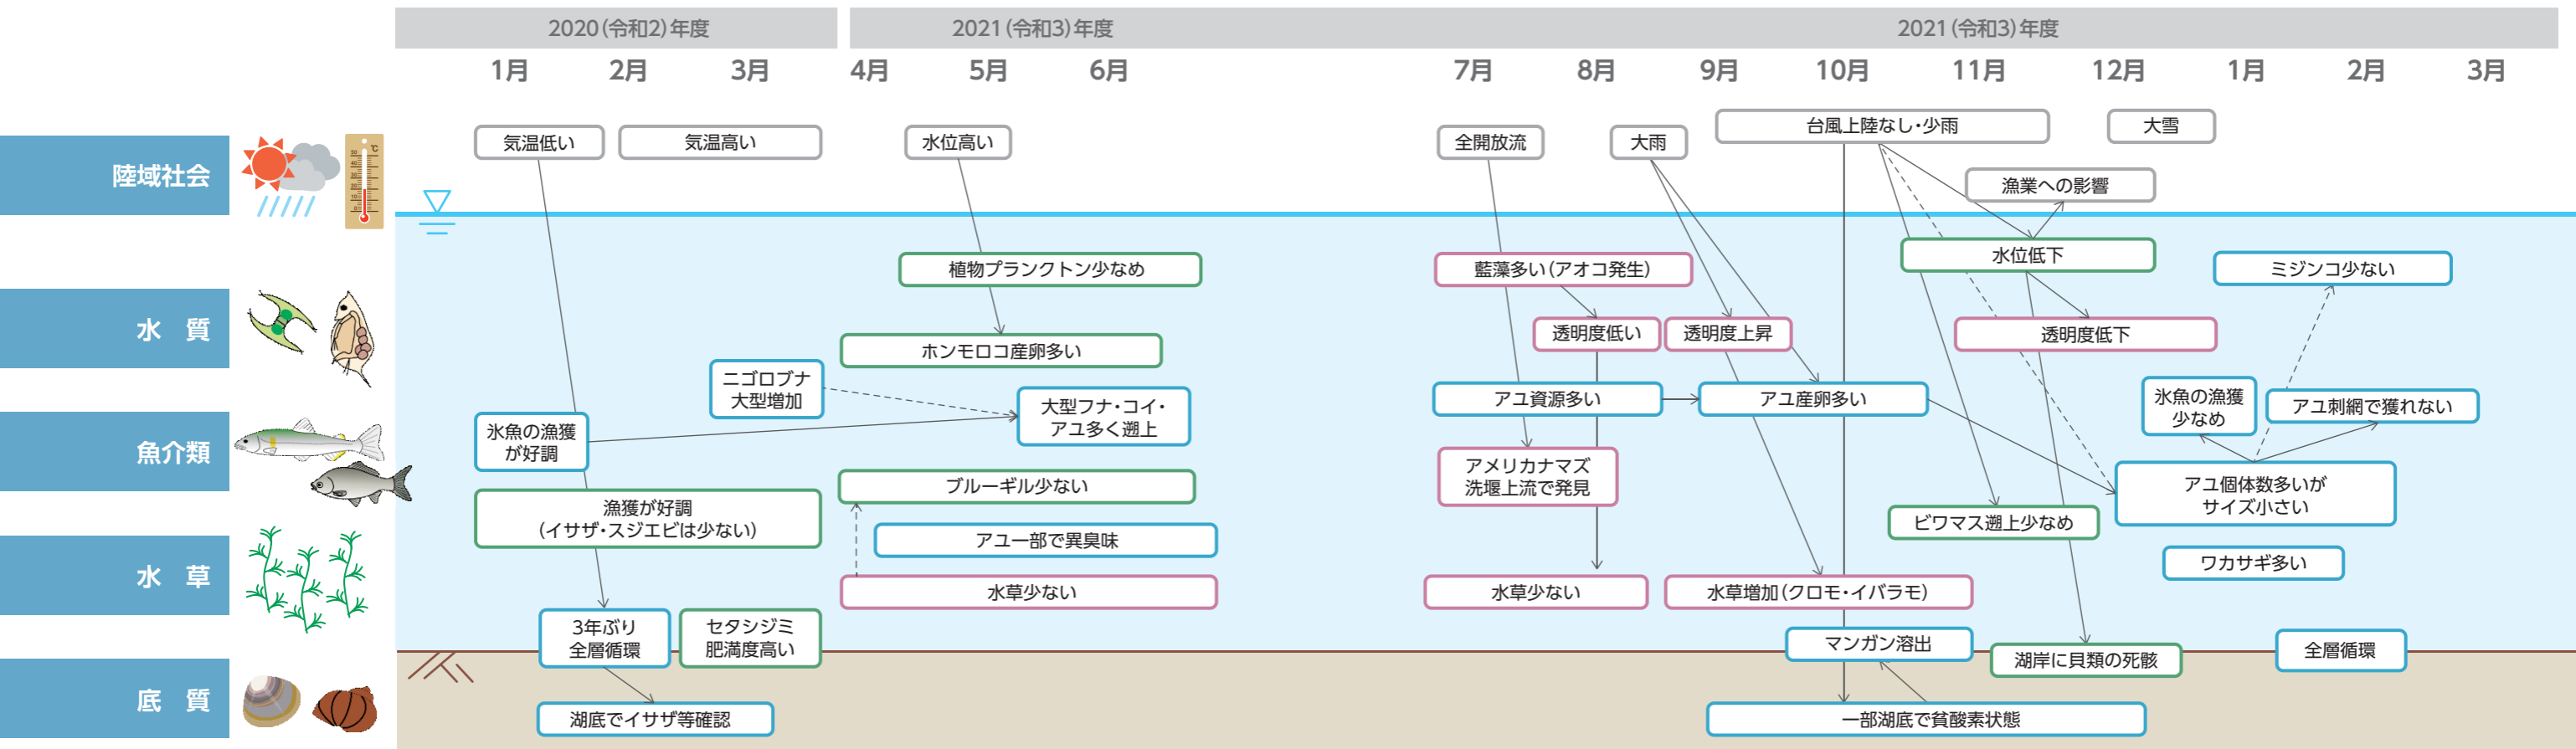 2020(令和2)年度
2021(令和3)年度
2021(令和3)年度
1月
2月
3月
4月
5月
6月
7月
8月
9月
10月
11月
12月
1月
2月
3月
陸域社会
℃
気温低い
気温高い
水位高い
全開放流
大雨
台風上陸なし・少雨
大雪
漁業への影響
水　質
植物プランクトン少なめ
ホンモロコ産卵多い
藍藻多い(アオコ発生)
透明度低い
透明度上昇
水位低下
透明度低下
ミジンコ少ない
魚介類
氷魚の漁獲
が好調
ニゴロブナ
大型増加
大型フナ・コイ・
アユ多く遡上
漁獲が好調
(イサザ・スジエビは少ない)
ブルーギル少ない
アユ一部で異臭味
アユ資源多い
アユ産卵多い
アメリカナマズ
洗堰上流で発見
ビワマス遡上少なめ
氷魚の漁獲
少なめ
アユ刺網で獲れない
アユ個体数多いが
サイズ小さい
ワカサギ多い
水　草
水草少ない
水草少ない
水草増加(クロモ・イバラモ)
底　質
3年ぶり
全層循環
セタシジミ
肥満度高い
湖底でイサザ等確認
マンガン溶出
湖岸に貝類の死骸
全層循環
一部湖底で貧酸素状態